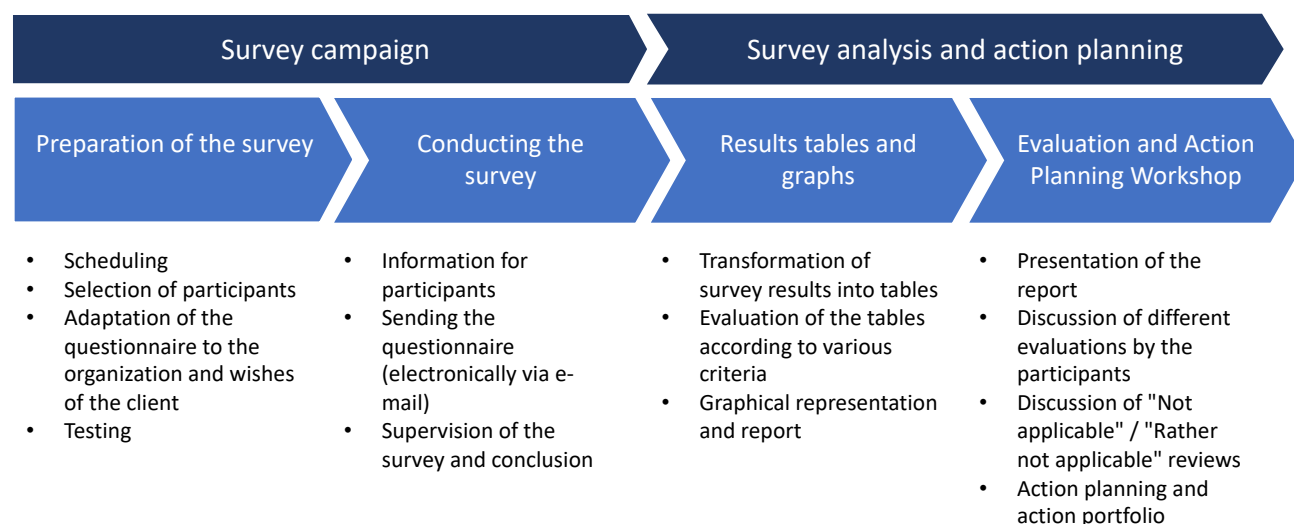 Survey campaign
Survey analysis and action planning
Preparation of the survey
Conducting the
survey
Results tables and
graphs
Evaluation and Action
Planning Workshop
• Scheduling
• Selection of participants
• Adaptation of the
questionnaire to the
organization and wishes
of the client
• Testing
• Information for
participants
• Sending the
questionnaire
(electronically via e-
mail)
• Supervision of the
survey and conclusion
• Transformation of
survey results into tables
• Evaluation of the tables
according to various
criteria
• Graphical representation
and report
• Presentation of the
report
• Discussion of different
evaluations by the
participants
• Discussion of "Not
applicable" / "Rather
not applicable" reviews
• Action planning and
action portfolio